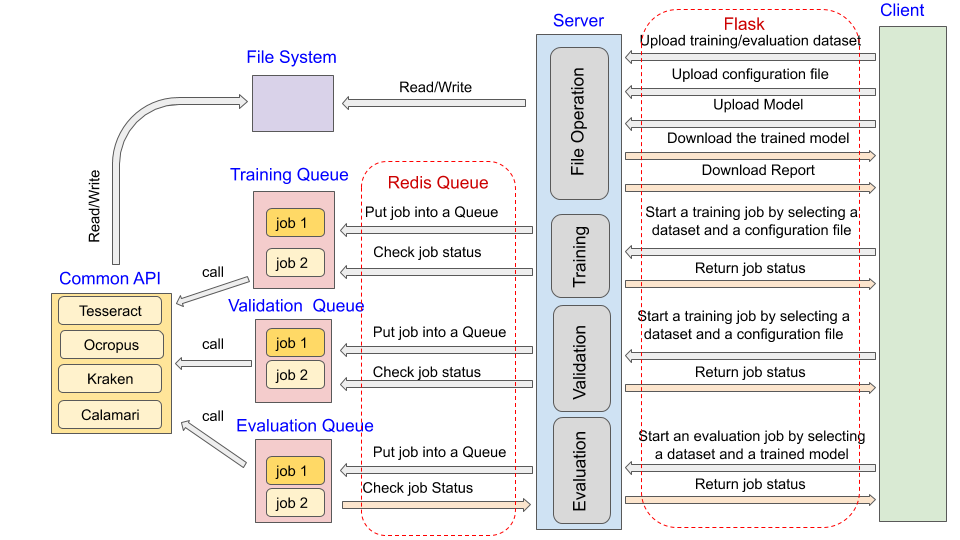 Server
Flask
Client
File System
Read/Write
Read/Write
File Operation
Upload training/evaluation dataset
Upload configuration file
Upload Model
Download the trained model
Download Report
Training Queue
job 1
job 2
Redis Queue
Put job into a Queue
Check job status
Training
Start a training job by selecting a
dataset and a configuration file
Return job status
Common API
Tesseract
Ocropus
Kraken
Calamari
call
call
call
Validation Queue
job 1
job 2
Put job into a Queue
Check job status
Validation
Start a training job by selecting a
dataset and a configuration file
Return job status
Evaluation Queue
job 1
job 2
Put job into a Queue
Check job Status
Evaluation
Start an evaluation job by selecting
a dataset and a trained model
Return job status